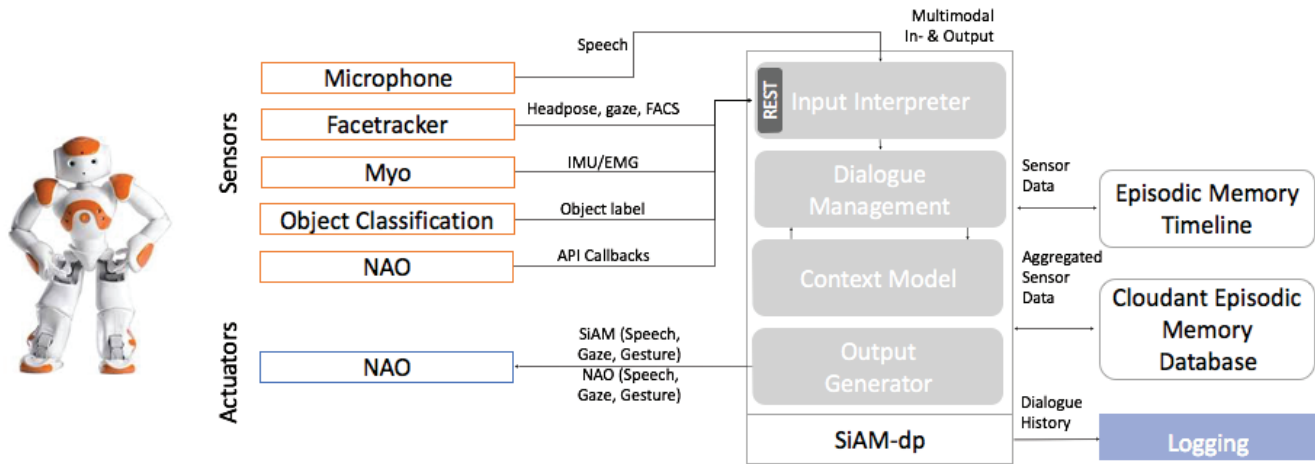 Multimodal
In- & Output
Speech
Sensors
Microphone
Facetracker
Headpose, gaze, FACS
Myo
IMU/EMG
Object Classification
Object label
NAO
API Callbacks
REST
Input Interpreter
Dialogue
Management
Context Model
Output
Generator
SiAM-dp
Actuators
NAO
SiAM (Speech,
Gaze, Gesture)
NAO (Speech,
Gaze, Gesture)
Sensor
Data
Episodic Memory
Timeline
Aggregated
Sensor
Data
Cloudant Episodic
Memory
Database
Dialogue
History
Logging